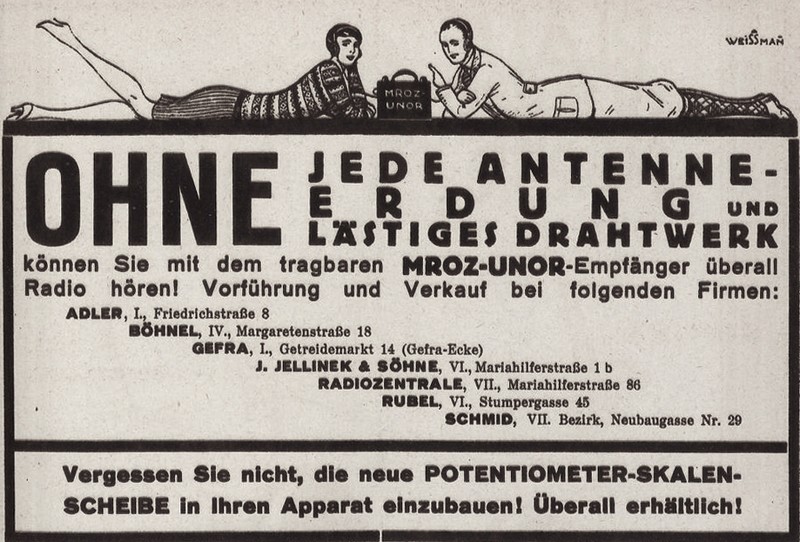 WEISSMAN
MROZ-
UNOR
OHNE JEDE ANTENNE-
ERDUNG UND
LÄSTIGES DRAHTWERK
können Sie mit dem tragbaren MROZ-UNOR-Empfänger überall
Radio hören! Vorführung und Verkauf bei folgenden Firmen:
ADLER, I., Friedrichstraße 8
BÖHNEL, IV., Margaretenstraße 18
GEFRA, I., Getreidemarkt 14 (Gefra-Ecke)
J. JELLINEK & SÖHNE, VI., Mariahilferstraße 1 b
RADIOZENTRALE, VII., Mariahilferstraße 86
RUBEL, VI., Stumpergasse 45
SCHMID, VII. Bezirk, Neubaugasse Nr. 29
Vergessen Sie nicht, die neue POTENTIOMETER-SKALEN-
SCHEIBE in Ihren Apparat einzubauen! Überall erhältlich!